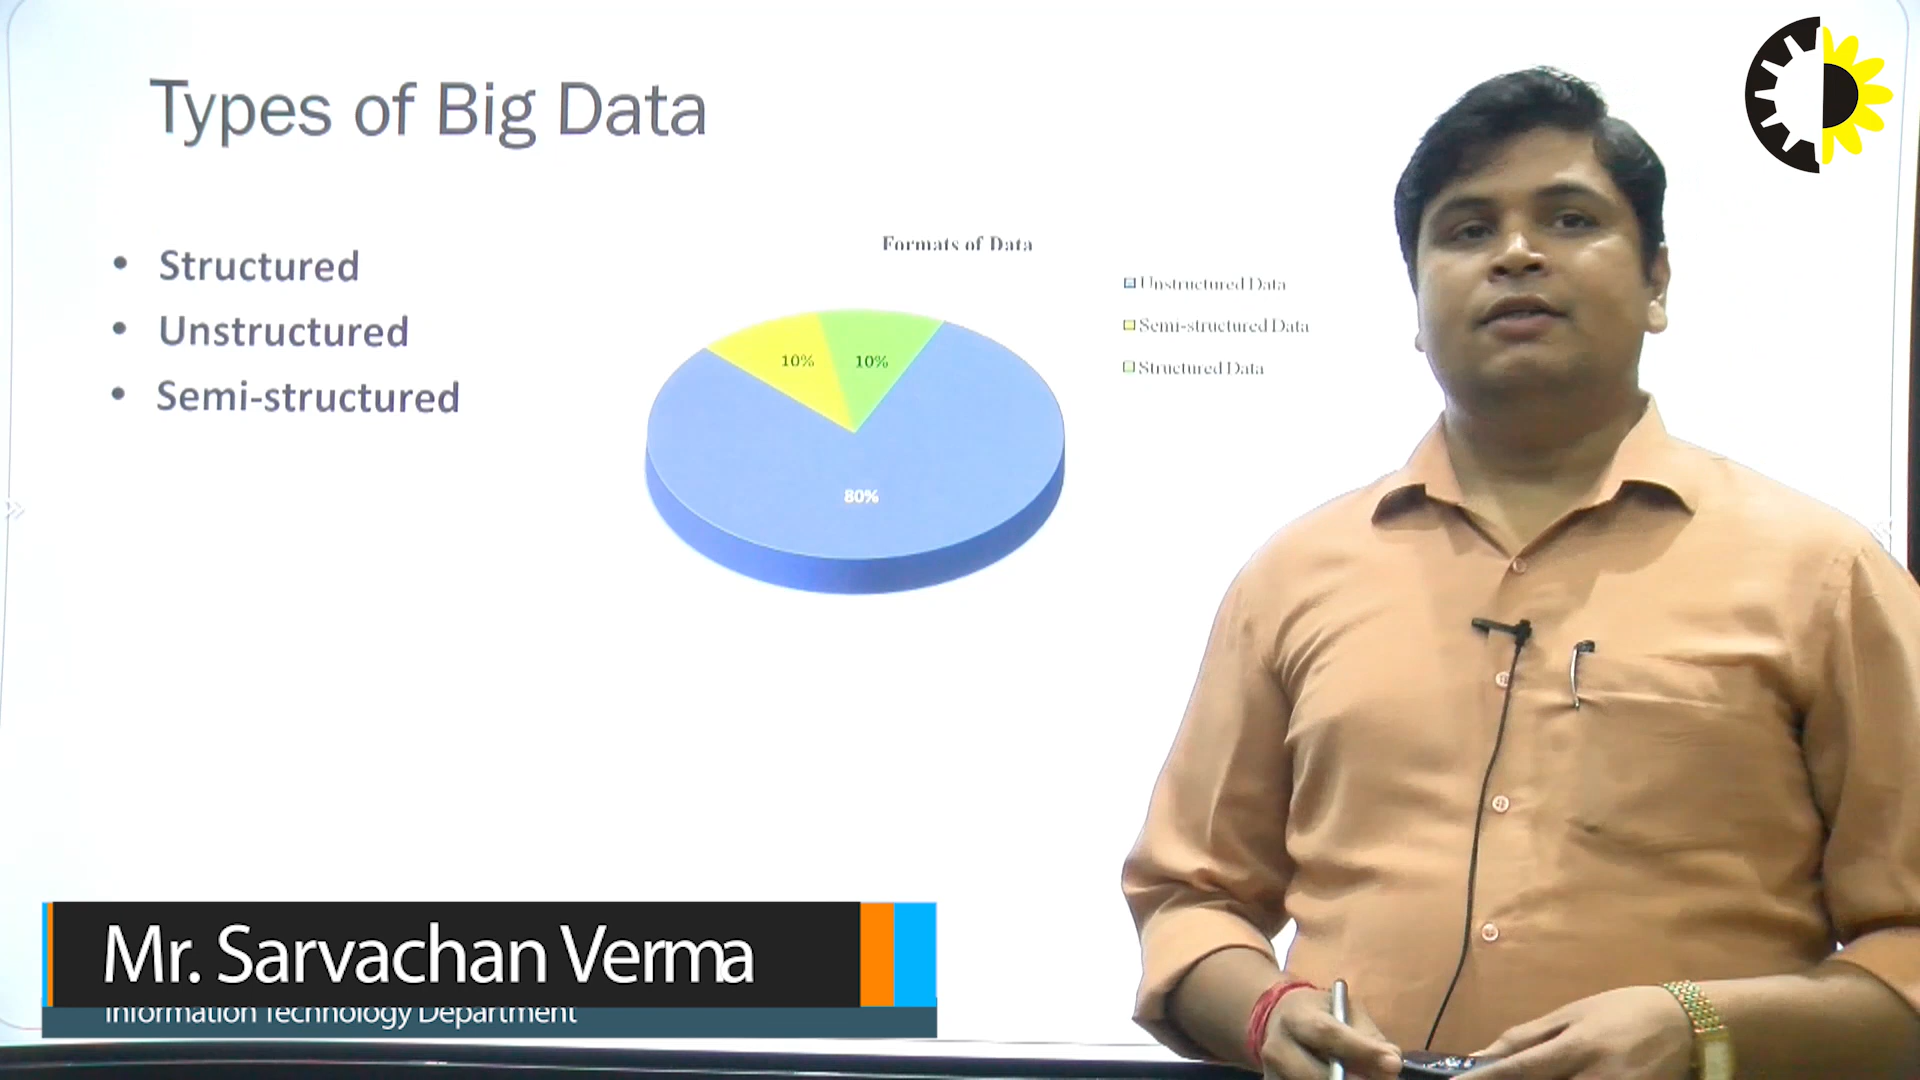 Types of Big Data
• Structured
• Unstructured
• Semi-structured
Formats of Data
Unstructured Data
Semi-structured Data
Structured Data
10%
10%
80%
Mr. Sarvachan Verma
Information Technology Department